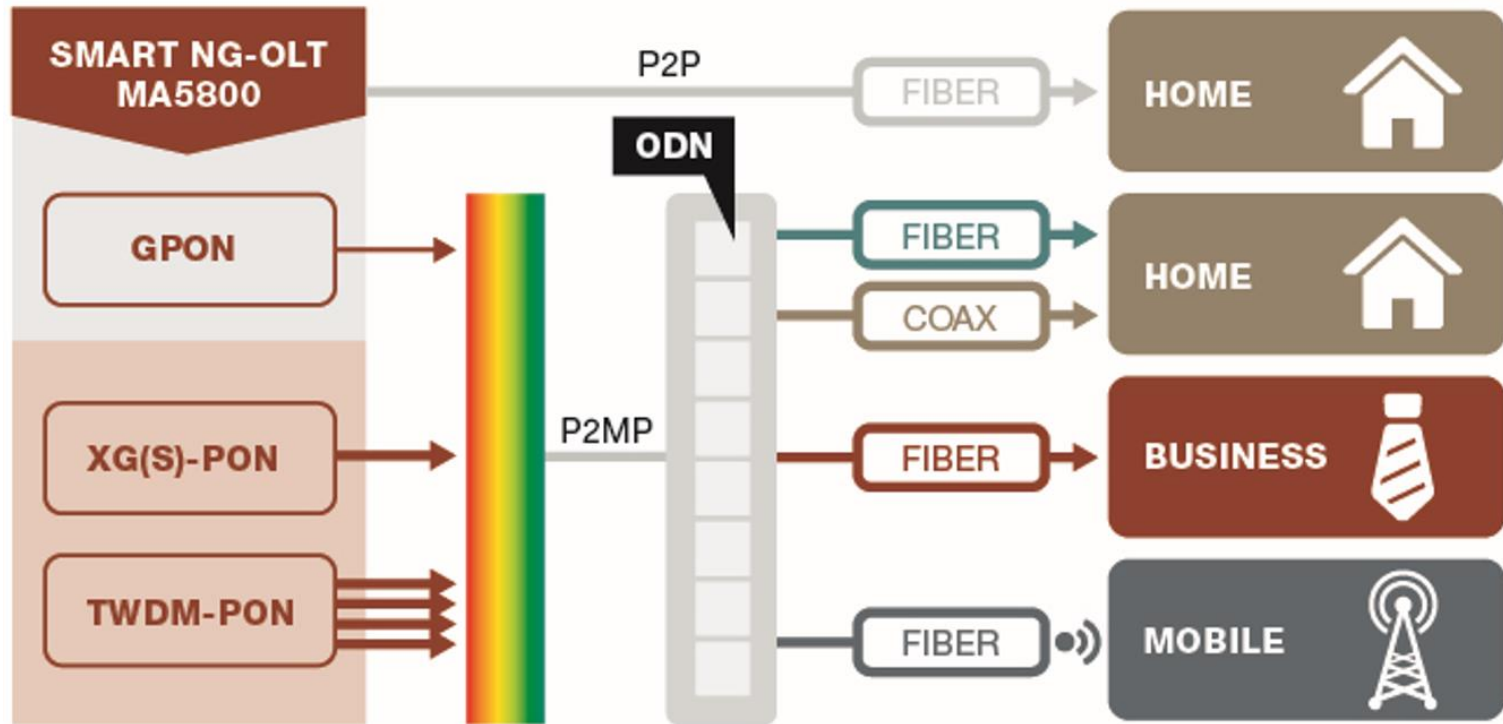 SMART NG-OLT
MA5800
P2P
FIBER
HOME
ODN
GPON
FIBER
COAX
HOME
XG(S)-PON
P2MP
FIBER
BUSINESS
TWDM-PON
FIBER
MOBILE